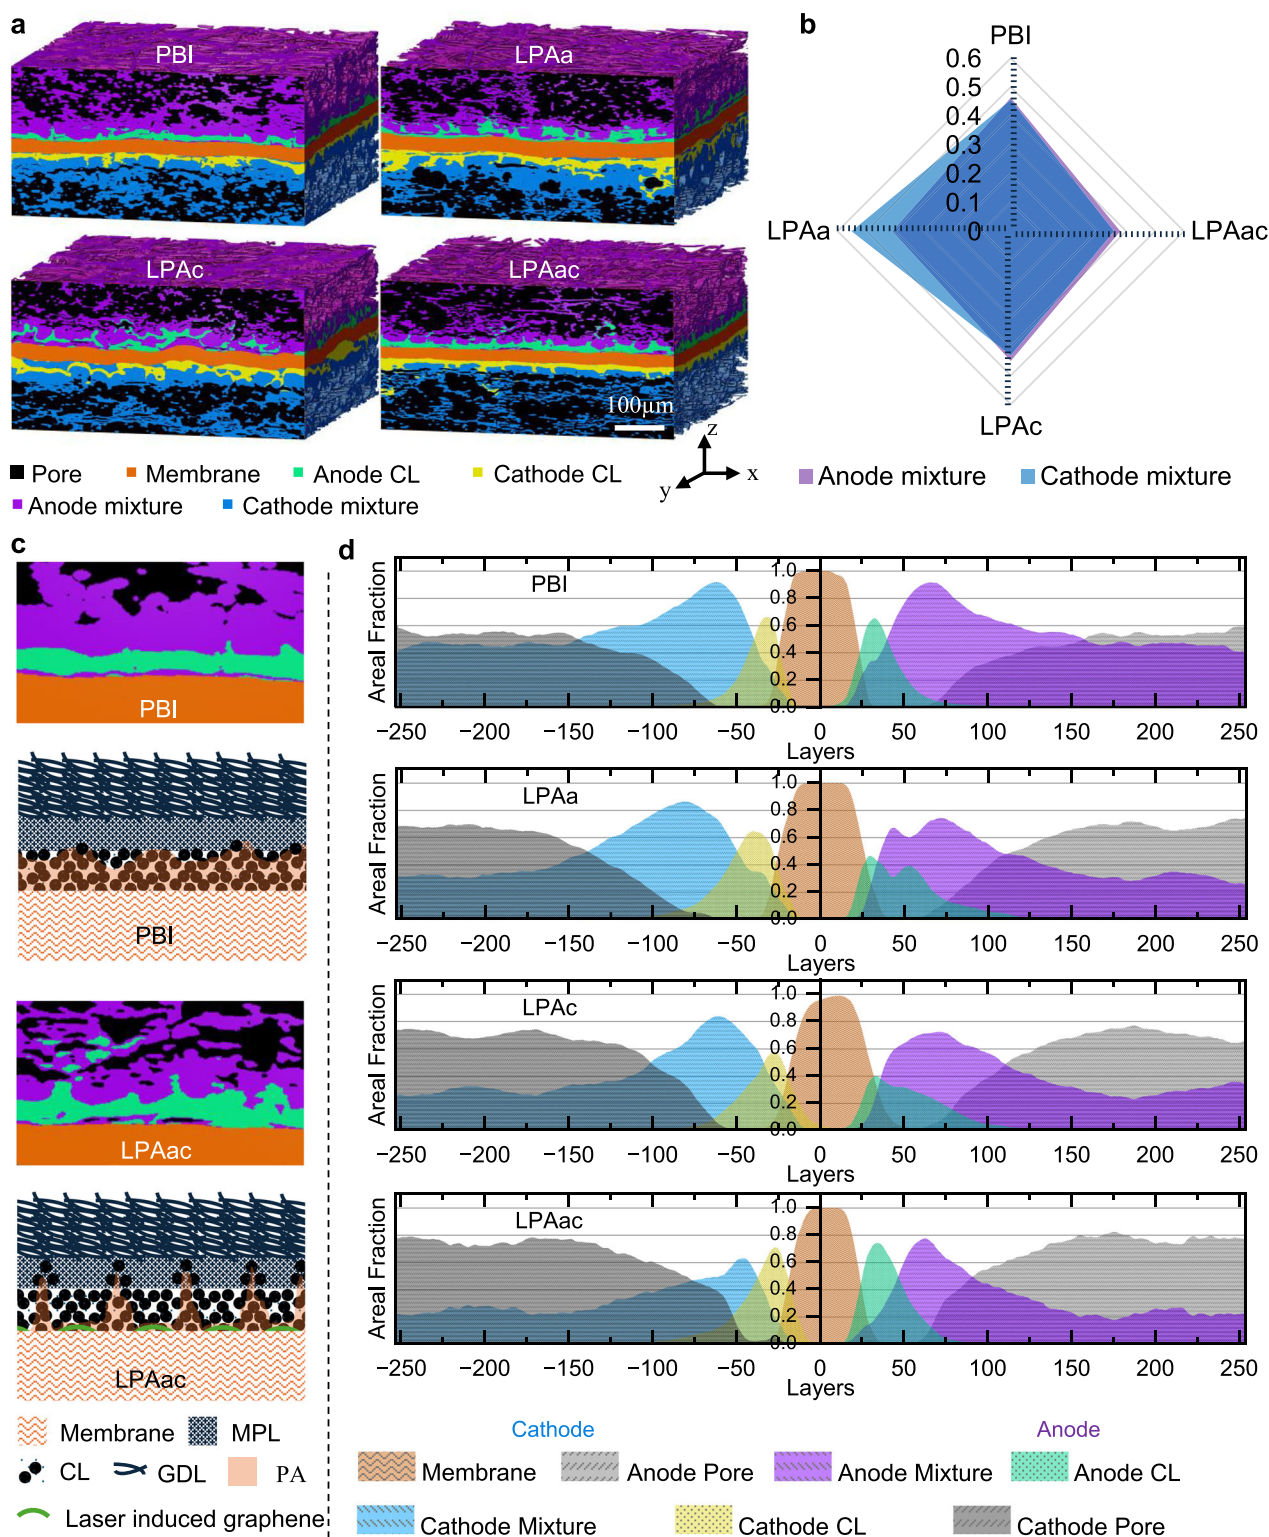 a
PBI
LPAa
LPAc
LPAac
100µm
z
x
y
Pore
Membrane
Anode CL
Cathode CL
Anode mixture
Cathode mixture
b
PBI
0.6
0.5
0.4
0.3
0.2
0.1
0
LPAa
LPAac
LPAc
Anode mixture
Cathode mixture
c
PBI
PBI
LPAac
LPAac
Membrane
MPL
CL
GDL
PA
Laser induced graphene
d
PBI
Areal Fraction
1.0
0.8
0.6
0.4
0.2
0.0
−250 −200 −150 −100 −50 0 50 100 150 200 250
Layers
LPAa
Areal Fraction
1.0
0.8
0.6
0.4
0.2
0.0
−250 −200 −150 −100 −50 0 50 100 150 200 250
Layers
LPAc
Areal Fraction
1.0
0.8
0.6
0.4
0.2
0.0
−250 −200 −150 −100 −50 0 50 100 150 200 250
Layers
LPAac
Areal Fraction
1.0
0.8
0.6
0.4
0.2
0.0
−250 −200 −150 −100 −50 0 50 100 150 200 250
Layers
Cathode
Anode
Membrane
Anode Pore
Anode Mixture
Anode CL
Cathode Mixture
Cathode CL
Cathode Pore